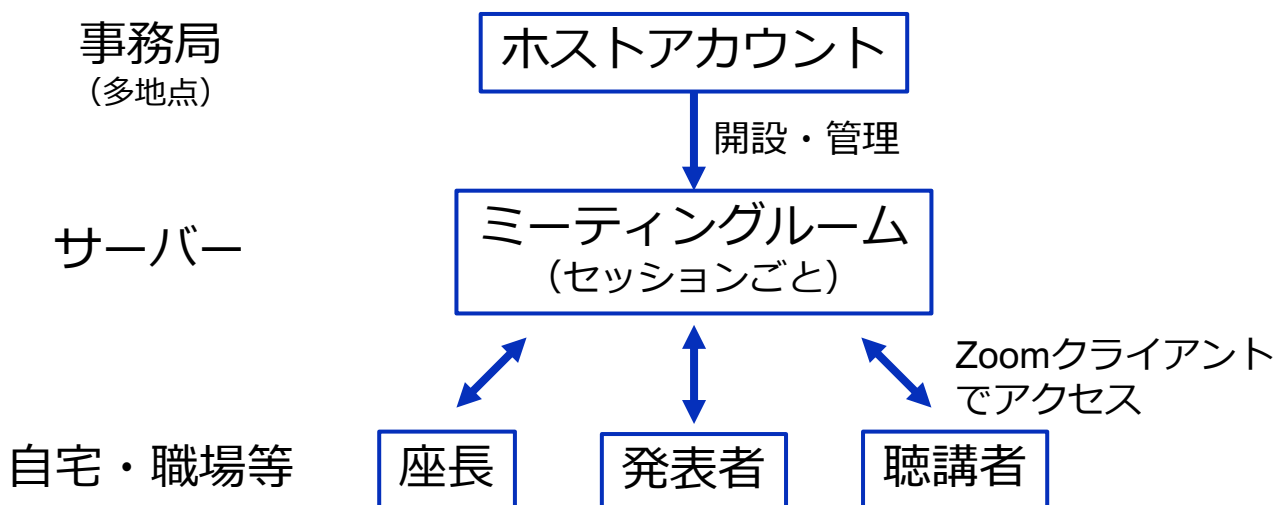 事務局
（多地点）
ホストアカウント
開設・管理
サーバー
ミーティングルーム
（セッションごと）
Zoomクライアント
でアクセス
自宅・職場等
座長
発表者
聴講者